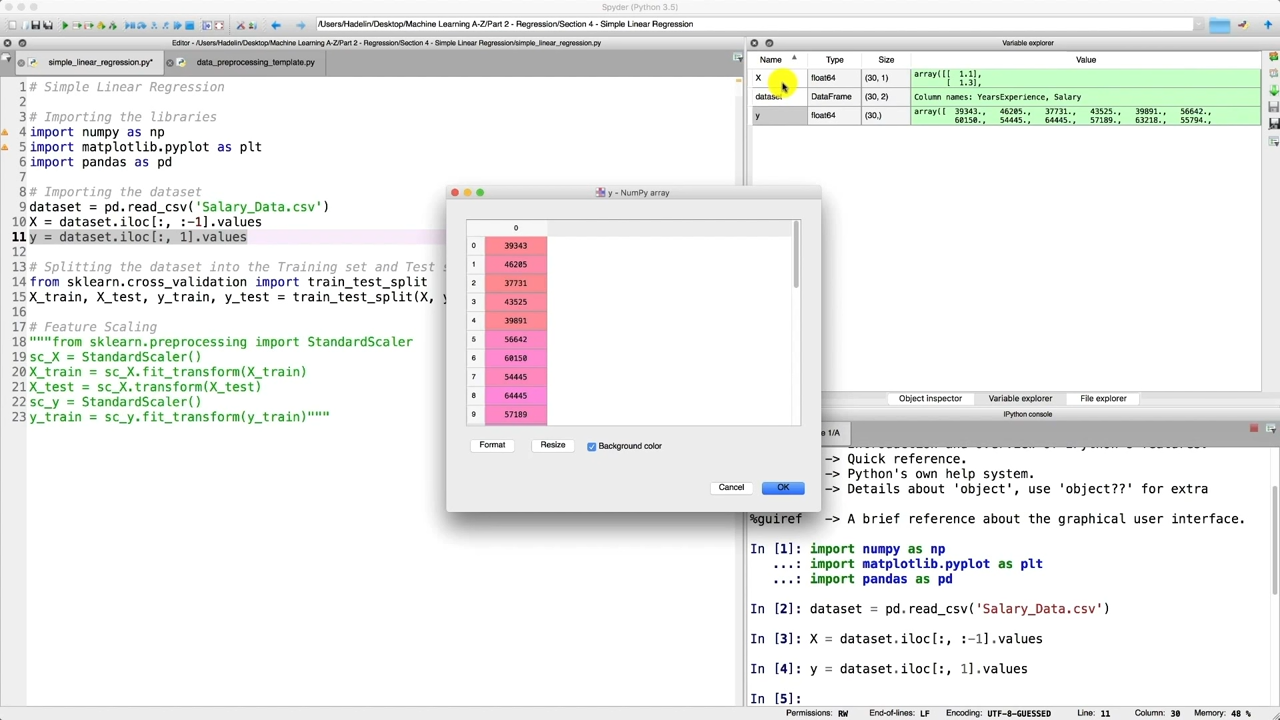 Spyder (Python 3.5)
/Users/Hadelin/Desktop/Machine Learning A-Z/Part 2 - Regression/Section 4 - Simple Linear Regression
Editor - /Users/Hadelin/Desktop/Machine Learning A-Z/Part 2 - Regression/Section 4 - Simple Linear Regression/simple_linear_regression.py
simple_linear_regression.py*
data_preprocessing_template.py
1 # Simple Linear Regression
2
3 # Importing the libraries
4 import numpy as np
5 import matplotlib.pyplot as plt
6 import pandas as pd
7
8 # Importing the dataset
9 dataset = pd.read_csv('Salary_Data.csv')
10 X = dataset.iloc[:, :-1].values
11 y = dataset.iloc[:, 1].values
12
13 # Splitting the dataset into the Training set and Test
14 from sklearn.cross_validation import train_test_split
15 X_train, X_test, y_train, y_test = train_test_split(X, y
16
17 # Feature Scaling
18 """from sklearn.preprocessing import StandardScaler
19 sc_X = StandardScaler()
20 X_train = sc_X.fit_transform(X_train)
21 X_test = sc_X.transform(X_test)
22 sc_y = StandardScaler()
23 y_train = sc_y.fit_transform(y_train)"""
y - NumPy array
0
0 39343
1 46205
2 37731
3 43525
4 39891
5 56642
6 60150
7 54445
8 64445
9 57189
Format Resize Background color
Cancel OK
Variable explorer
Name Type Size Value
X float64 (30, 1) array([[ 1.1],
[ 1.3],
dataset DataFrame (30, 2) Column names: YearsExperience, Salary
y float64 (30,) array([ 39343., 46205., 37731., 43525., 39891., 56642.,
60150., 54445., 64445., 57189., 63218., 55794.,
Object inspector Variable explorer File explorer
IPython console
e 1/A
-> Quick reference.
-> Python's own help system.
-> Details about 'object', use 'object??' for extra
%guiref -> A brief reference about the graphical user interface.
In [1]: import numpy as np
...: import matplotlib.pyplot as plt
...: import pandas as pd
In [2]: dataset = pd.read_csv('Salary_Data.csv')
In [3]: X = dataset.iloc[:, :-1].values
In [4]: y = dataset.iloc[:, 1].values
In [5]:
Permissions: RW End-of-lines: LF Encoding: UTF-8-GUESSED Line: 11 Column: 30 Memory: 48 %